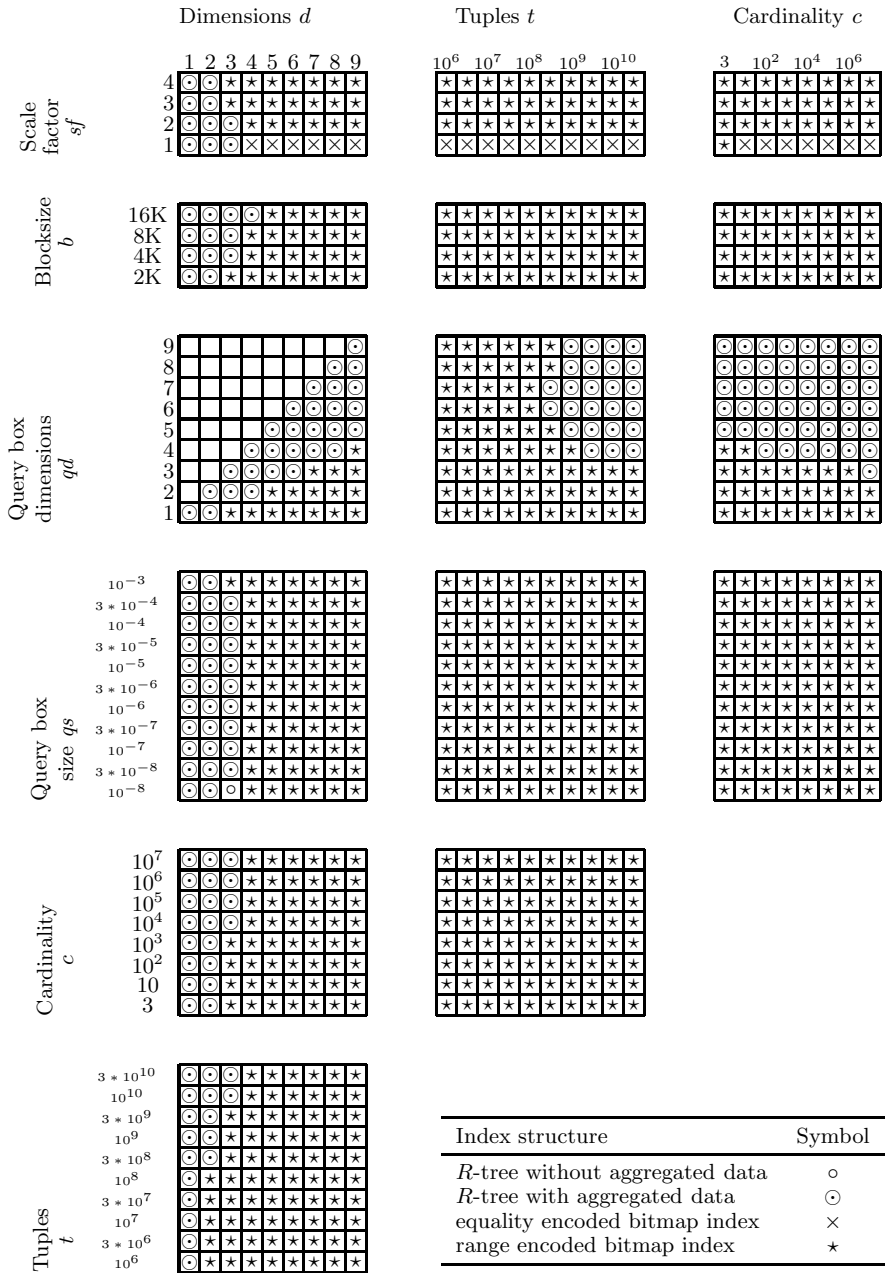 Dimensions d Tuples t Cardinality c
1 2 3 4 5 6 7 8 9 10^6 10^7 10^8 10^9 10^10 3 10^2 10^4 10^6
Scale factor sf
4 ⊙ ⊙ ⋆ ⋆ ⋆ ⋆ ⋆ ⋆ ⋆ ⋆ ⋆ ⋆ ⋆ ⋆ ⋆ ⋆ ⋆ ⋆ ⋆ ⋆ ⋆ ⋆ ⋆ ⋆ ⋆ ⋆ ⋆
3 ⊙ ⊙ ⋆ ⋆ ⋆ ⋆ ⋆ ⋆ ⋆ ⋆ ⋆ ⋆ ⋆ ⋆ ⋆ ⋆ ⋆ ⋆ ⋆ ⋆ ⋆ ⋆ ⋆ ⋆ ⋆ ⋆ ⋆
2 ⊙ ⊙ ⊙ ⋆ ⋆ ⋆ ⋆ ⋆ ⋆ ⋆ ⋆ ⋆ ⋆ ⋆ ⋆ ⋆ ⋆ ⋆ ⋆ ⋆ ⋆ ⋆ ⋆ ⋆ ⋆ ⋆ ⋆
1 ⊙ ⊙ ⊙ × × × × × × × × × × × × × × × × ⋆ × × × × × × ×
Blocksize b
16K ⊙ ⊙ ⊙ ⊙ ⋆ ⋆ ⋆ ⋆ ⋆ ⋆ ⋆ ⋆ ⋆ ⋆ ⋆ ⋆ ⋆ ⋆ ⋆ ⋆ ⋆ ⋆ ⋆ ⋆ ⋆ ⋆ ⋆
8K ⊙ ⊙ ⊙ ⋆ ⋆ ⋆ ⋆ ⋆ ⋆ ⋆ ⋆ ⋆ ⋆ ⋆ ⋆ ⋆ ⋆ ⋆ ⋆ ⋆ ⋆ ⋆ ⋆ ⋆ ⋆ ⋆ ⋆
4K ⊙ ⊙ ⊙ ⋆ ⋆ ⋆ ⋆ ⋆ ⋆ ⋆ ⋆ ⋆ ⋆ ⋆ ⋆ ⋆ ⋆ ⋆ ⋆ ⋆ ⋆ ⋆ ⋆ ⋆ ⋆ ⋆ ⋆
2K ⊙ ⊙ ⋆ ⋆ ⋆ ⋆ ⋆ ⋆ ⋆ ⋆ ⋆ ⋆ ⋆ ⋆ ⋆ ⋆ ⋆ ⋆ ⋆ ⋆ ⋆ ⋆ ⋆ ⋆ ⋆ ⋆ ⋆
Query box dimensions qd
9 ⊙ ⋆ ⋆ ⋆ ⋆ ⋆ ⋆ ⊙ ⊙ ⊙ ⊙ ⊙ ⊙ ⊙ ⊙ ⊙ ⊙ ⊙ ⊙
8 ⊙ ⊙ ⋆ ⋆ ⋆ ⋆ ⋆ ⋆ ⊙ ⊙ ⊙ ⊙ ⊙ ⊙ ⊙ ⊙ ⊙ ⊙ ⊙ ⊙
7 ⊙ ⊙ ⊙ ⋆ ⋆ ⋆ ⋆ ⋆ ⊙ ⊙ ⊙ ⊙ ⊙ ⊙ ⊙ ⊙ ⊙ ⊙ ⊙ ⊙ ⊙
6 ⊙ ⊙ ⊙ ⊙ ⋆ ⋆ ⋆ ⋆ ⋆ ⊙ ⊙ ⊙ ⊙ ⊙ ⊙ ⊙ ⊙ ⊙ ⊙ ⊙ ⊙ ⊙
5 ⊙ ⊙ ⊙ ⊙ ⊙ ⋆ ⋆ ⋆ ⋆ ⋆ ⋆ ⊙ ⊙ ⊙ ⊙ ⊙ ⊙ ⊙ ⊙ ⊙ ⊙ ⊙ ⊙
4 ⊙ ⊙ ⊙ ⊙ ⊙ ⋆ ⋆ ⋆ ⋆ ⋆ ⋆ ⋆ ⋆ ⊙ ⊙ ⊙ ⋆ ⋆ ⊙ ⊙ ⊙ ⊙ ⊙ ⊙
3 ⊙ ⊙ ⊙ ⊙ ⋆ ⋆ ⋆ ⋆ ⋆ ⋆ ⋆ ⋆ ⋆ ⋆ ⋆ ⋆ ⋆ ⋆ ⋆ ⋆ ⋆ ⋆ ⋆ ⋆ ⊙
2 ⊙ ⊙ ⊙ ⋆ ⋆ ⋆ ⋆ ⋆ ⋆ ⋆ ⋆ ⋆ ⋆ ⋆ ⋆ ⋆ ⋆ ⋆ ⋆ ⋆ ⋆ ⋆ ⋆ ⋆ ⋆ ⋆
1 ⊙ ⊙ ⋆ ⋆ ⋆ ⋆ ⋆ ⋆ ⋆ ⋆ ⋆ ⋆ ⋆ ⋆ ⋆ ⋆ ⋆ ⋆ ⋆ ⋆ ⋆ ⋆ ⋆ ⋆ ⋆ ⋆ ⋆
Query box size qs
10^−3 ⊙ ⊙ ⋆ ⋆ ⋆ ⋆ ⋆ ⋆ ⋆ ⋆ ⋆ ⋆ ⋆ ⋆ ⋆ ⋆ ⋆ ⋆ ⋆ ⋆ ⋆ ⋆ ⋆ ⋆ ⋆ ⋆ ⋆
3 * 10^−4 ⊙ ⊙ ⊙ ⋆ ⋆ ⋆ ⋆ ⋆ ⋆ ⋆ ⋆ ⋆ ⋆ ⋆ ⋆ ⋆ ⋆ ⋆ ⋆ ⋆ ⋆ ⋆ ⋆ ⋆ ⋆ ⋆ ⋆
10^−4 ⊙ ⊙ ⊙ ⋆ ⋆ ⋆ ⋆ ⋆ ⋆ ⋆ ⋆ ⋆ ⋆ ⋆ ⋆ ⋆ ⋆ ⋆ ⋆ ⋆ ⋆ ⋆ ⋆ ⋆ ⋆ ⋆ ⋆
3 * 10^−5 ⊙ ⊙ ⊙ ⋆ ⋆ ⋆ ⋆ ⋆ ⋆ ⋆ ⋆ ⋆ ⋆ ⋆ ⋆ ⋆ ⋆ ⋆ ⋆ ⋆ ⋆ ⋆ ⋆ ⋆ ⋆ ⋆ ⋆
10^−5 ⊙ ⊙ ⊙ ⋆ ⋆ ⋆ ⋆ ⋆ ⋆ ⋆ ⋆ ⋆ ⋆ ⋆ ⋆ ⋆ ⋆ ⋆ ⋆ ⋆ ⋆ ⋆ ⋆ ⋆ ⋆ ⋆ ⋆
3 * 10^−6 ⊙ ⊙ ⊙ ⋆ ⋆ ⋆ ⋆ ⋆ ⋆ ⋆ ⋆ ⋆ ⋆ ⋆ ⋆ ⋆ ⋆ ⋆ ⋆ ⋆ ⋆ ⋆ ⋆ ⋆ ⋆ ⋆ ⋆
10^−6 ⊙ ⊙ ⊙ ⋆ ⋆ ⋆ ⋆ ⋆ ⋆ ⋆ ⋆ ⋆ ⋆ ⋆ ⋆ ⋆ ⋆ ⋆ ⋆ ⋆ ⋆ ⋆ ⋆ ⋆ ⋆ ⋆ ⋆
3 * 10^−7 ⊙ ⊙ ⊙ ⋆ ⋆ ⋆ ⋆ ⋆ ⋆ ⋆ ⋆ ⋆ ⋆ ⋆ ⋆ ⋆ ⋆ ⋆ ⋆ ⋆ ⋆ ⋆ ⋆ ⋆ ⋆ ⋆ ⋆
10^−7 ⊙ ⊙ ⊙ ⋆ ⋆ ⋆ ⋆ ⋆ ⋆ ⋆ ⋆ ⋆ ⋆ ⋆ ⋆ ⋆ ⋆ ⋆ ⋆ ⋆ ⋆ ⋆ ⋆ ⋆ ⋆ ⋆ ⋆
3 * 10^−8 ⊙ ⊙ ⊙ ⋆ ⋆ ⋆ ⋆ ⋆ ⋆ ⋆ ⋆ ⋆ ⋆ ⋆ ⋆ ⋆ ⋆ ⋆ ⋆ ⋆ ⋆ ⋆ ⋆ ⋆ ⋆ ⋆ ⋆
10^−8 ⊙ ⊙ ∘ ⋆ ⋆ ⋆ ⋆ ⋆ ⋆ ⋆ ⋆ ⋆ ⋆ ⋆ ⋆ ⋆ ⋆ ⋆ ⋆ ⋆ ⋆ ⋆ ⋆ ⋆ ⋆ ⋆ ⋆
Cardinality c
10^7 ⊙ ⊙ ⊙ ⋆ ⋆ ⋆ ⋆ ⋆ ⋆ ⋆ ⋆ ⋆ ⋆ ⋆ ⋆ ⋆ ⋆ ⋆ ⋆
10^6 ⊙ ⊙ ⊙ ⋆ ⋆ ⋆ ⋆ ⋆ ⋆ ⋆ ⋆ ⋆ ⋆ ⋆ ⋆ ⋆ ⋆ ⋆ ⋆
10^5 ⊙ ⊙ ⊙ ⋆ ⋆ ⋆ ⋆ ⋆ ⋆ ⋆ ⋆ ⋆ ⋆ ⋆ ⋆ ⋆ ⋆ ⋆ ⋆
10^4 ⊙ ⊙ ⊙ ⋆ ⋆ ⋆ ⋆ ⋆ ⋆ ⋆ ⋆ ⋆ ⋆ ⋆ ⋆ ⋆ ⋆ ⋆ ⋆
10^3 ⊙ ⊙ ⋆ ⋆ ⋆ ⋆ ⋆ ⋆ ⋆ ⋆ ⋆ ⋆ ⋆ ⋆ ⋆ ⋆ ⋆ ⋆ ⋆
10^2 ⊙ ⊙ ⋆ ⋆ ⋆ ⋆ ⋆ ⋆ ⋆ ⋆ ⋆ ⋆ ⋆ ⋆ ⋆ ⋆ ⋆ ⋆ ⋆
10 ⊙ ⊙ ⋆ ⋆ ⋆ ⋆ ⋆ ⋆ ⋆ ⋆ ⋆ ⋆ ⋆ ⋆ ⋆ ⋆ ⋆ ⋆ ⋆
3 ⊙ ⊙ ⋆ ⋆ ⋆ ⋆ ⋆ ⋆ ⋆ ⋆ ⋆ ⋆ ⋆ ⋆ ⋆ ⋆ ⋆ ⋆ ⋆
Tuples t
3 * 10^10 ⊙ ⊙ ⊙ ⋆ ⋆ ⋆ ⋆ ⋆ ⋆
10^10 ⊙ ⊙ ⊙ ⋆ ⋆ ⋆ ⋆ ⋆ ⋆
3 * 10^9 ⊙ ⊙ ⋆ ⋆ ⋆ ⋆ ⋆ ⋆ ⋆
10^9 ⊙ ⊙ ⋆ ⋆ ⋆ ⋆ ⋆ ⋆ ⋆
3 * 10^8 ⊙ ⊙ ⋆ ⋆ ⋆ ⋆ ⋆ ⋆ ⋆
10^8 ⊙ ⋆ ⋆ ⋆ ⋆ ⋆ ⋆ ⋆ ⋆
3 * 10^7 ⊙ ⋆ ⋆ ⋆ ⋆ ⋆ ⋆ ⋆ ⋆
10^7 ⊙ ⋆ ⋆ ⋆ ⋆ ⋆ ⋆ ⋆ ⋆
3 * 10^6 ⊙ ⋆ ⋆ ⋆ ⋆ ⋆ ⋆ ⋆ ⋆
10^6 ⊙ ⋆ ⋆ ⋆ ⋆ ⋆ ⋆ ⋆ ⋆
Index structure Symbol
R-tree without aggregated data ∘
R-tree with aggregated data ⊙
equality encoded bitmap index ×
range encoded bitmap index ⋆